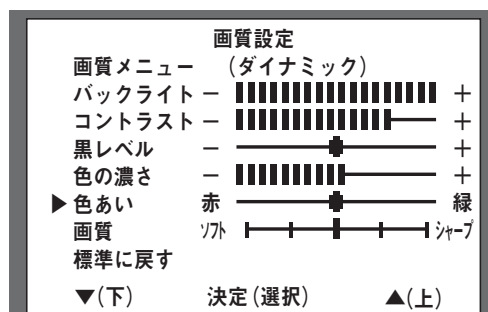 画質設定
画質メニュー (ダイナミック)
バックライト − +
コントラスト − +
黒レベル − +
色の濃さ − +
▶色あい 赤 緑
画質 ソフト シャープ
標準に戻す
▼(下) 決定(選択) ▲(上)